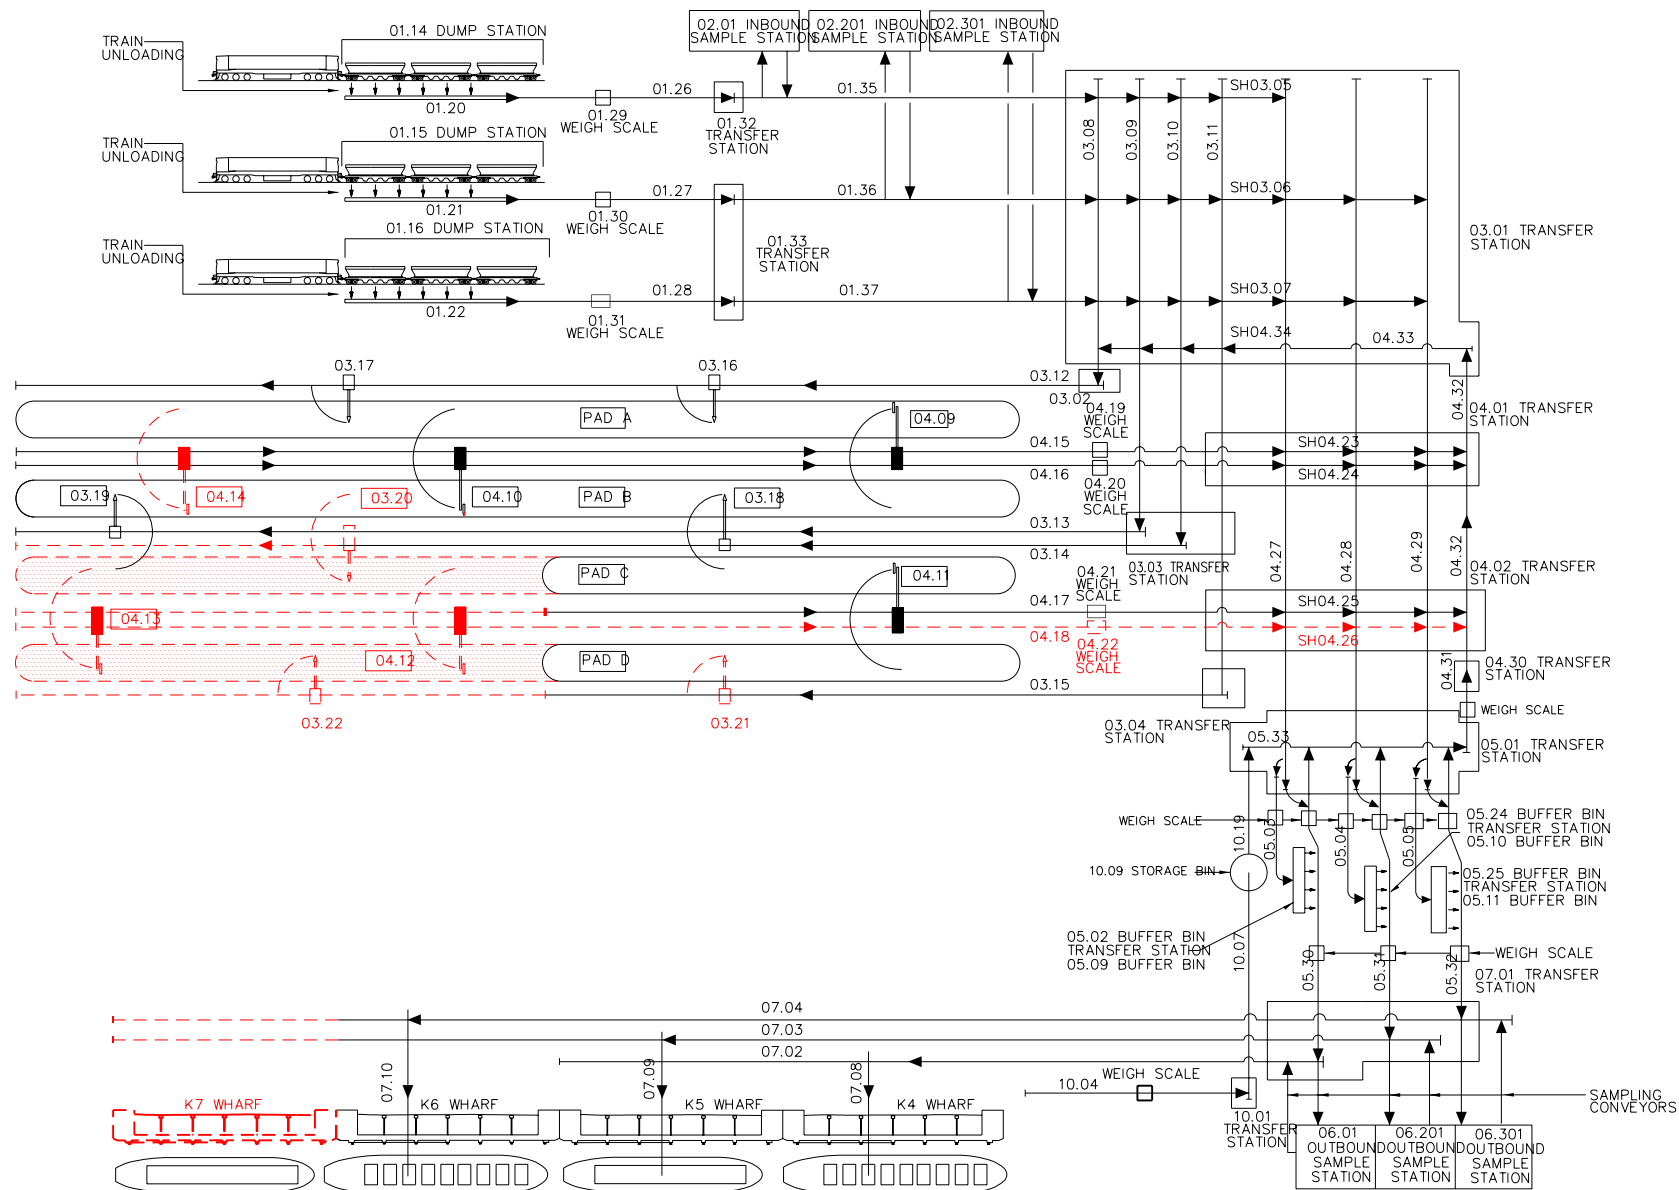 01.14 DUMP STATION
TRAIN
UNLOADING
01.20
01.29
WEIGH SCALE
01.26
01.32
TRANSFER
STATION
02.01 INBOUND
SAMPLE STATION
02.201 INBOUND
SAMPLE STATION
02.301 INBOUND
SAMPLE STATION
01.35
SH03.05
01.15 DUMP STATION
TRAIN
UNLOADING
01.21
01.30
WEIGH SCALE
01.27
01.33
TRANSFER
STATION
01.36
03.08
03.09
03.10
03.11
SH03.06
03.01 TRANSFER
STATION
01.16 DUMP STATION
TRAIN
UNLOADING
01.22
01.31
WEIGH SCALE
01.28
01.37
SH03.07
SH04.34
04.33
03.17
03.16
03.12
03.02
04.32
04.01 TRANSFER
STATION
PAD A
04.09
04.19
WEIGH
SCALE
04.15
SH04.23
04.16
SH04.24
04.20
WEIGH
SCALE
03.19
04.14
03.20
04.10
PAD B
03.18
03.13
03.14
03.03 TRANSFER
STATION
04.27
04.28
04.29
04.32
04.02 TRANSFER
STATION
PAD C
04.11
04.21
WEIGH
SCALE
04.17
SH04.25
04.13
04.18
SH04.26
04.22
WEIGH
SCALE
04.12
PAD D
03.15
04.31
04.30 TRANSFER
STATION
03.22
03.21
WEIGH SCALE
03.04 TRANSFER
STATION
05.33
05.01 TRANSFER
STATION
WEIGH SCALE
10.19
05.03
05.04
05.05
05.24 BUFFER BIN
TRANSFER STATION
05.10 BUFFER BIN
10.09 STORAGE BIN
05.25 BUFFER BIN
TRANSFER STATION
05.11 BUFFER BIN
05.02 BUFFER BIN
TRANSFER STATION
05.09 BUFFER BIN
10.07
05.30
05.31
05.32
WEIGH SCALE
07.01 TRANSFER
STATION
07.04
07.03
07.02
07.10
07.09
07.08
WEIGH SCALE
10.04
10.01
TRANSFER
STATION
SAMPLING
CONVEYORS
K7 WHARF
K6 WHARF
K5 WHARF
K4 WHARF
06.01
OUTBOUND
SAMPLE
STATION
06.201
OUTBOUND
SAMPLE
STATION
06.301
OUTBOUND
SAMPLE
STATION